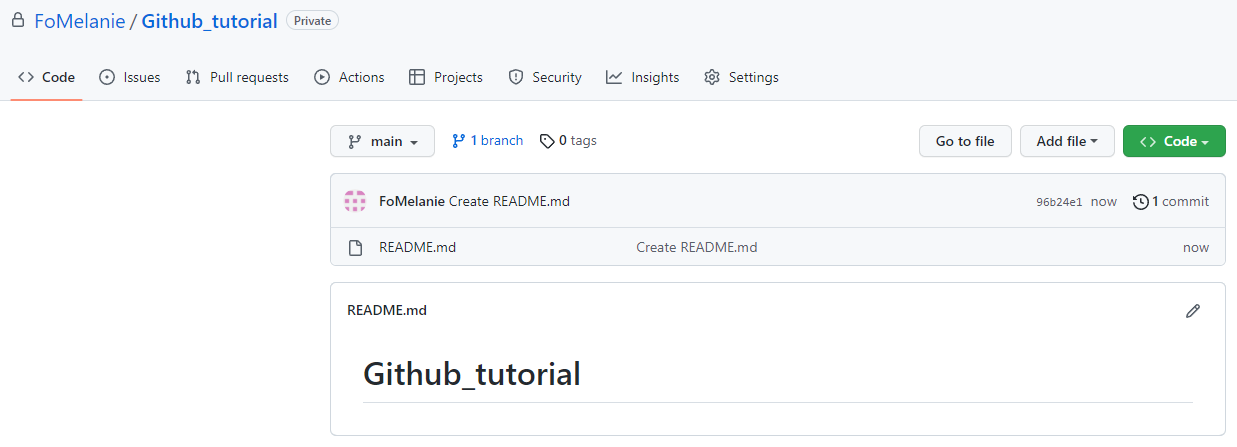 FoMelanie / Github_tutorial Private
Code Issues Pull requests Actions Projects Security Insights Settings
main 1 branch 0 tags Go to file Add file Code
FoMelanie Create README.md 96b24e1 now 1 commit
README.md Create README.md now
README.md
Github_tutorial